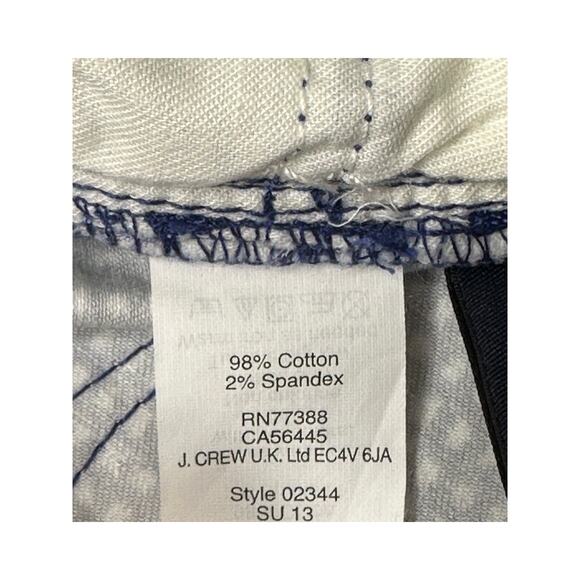 98% Cotton
2% Spandex
RN77388
CA56445
J. CREW U.K. Ltd EC4V 6JA
Style 02344
SU 13